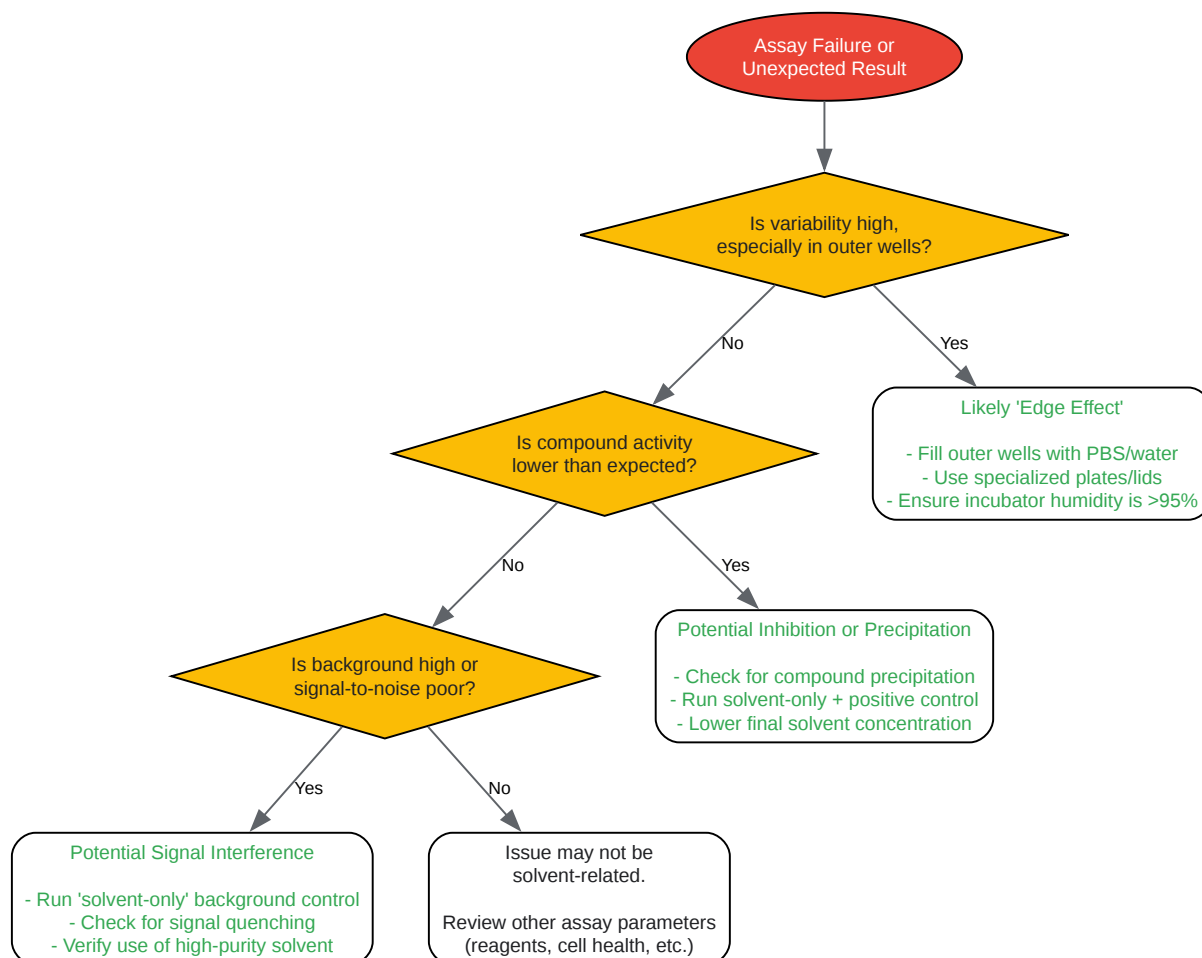 Assay Failure or
Unexpected Result
Is variability high,
especially in outer wells?
No
Yes
Likely 'Edge Effect'
- Fill outer wells with PBS/water
- Use specialized plates/lids
- Ensure incubator humidity is >95%
Is compound activity
lower than expected?
No
Yes
Potential Inhibition or Precipitation
- Check for compound precipitation
- Run solvent-only + positive control
- Lower final solvent concentration
Is background high or
signal-to-noise poor?
Yes
No
Potential Signal Interference
- Run 'solvent-only' background control
- Check for signal quenching
- Verify use of high-purity solvent
Issue may not be
solvent-related.
Review other assay parameters
(reagents, cell health, etc.)